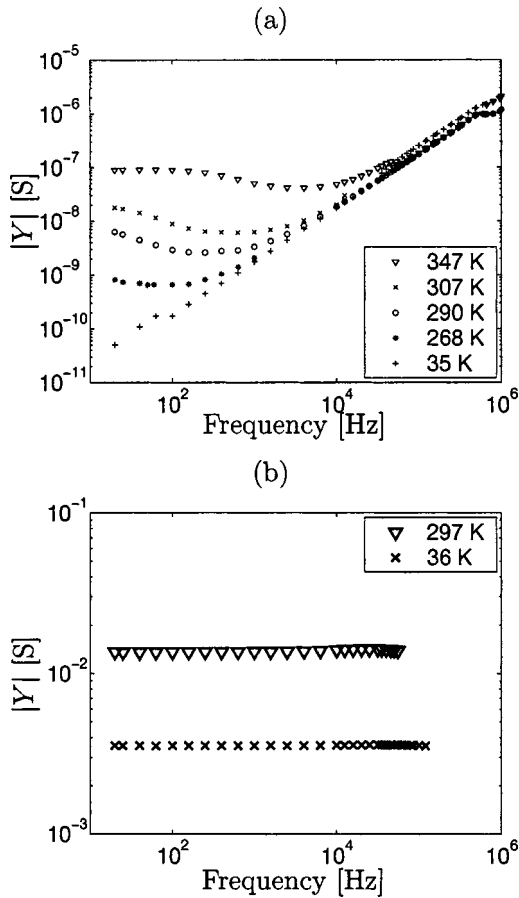 (a)
10^-5
10^-6
10^-7
10^-8
10^-9
10^-10
10^-11
|Y| [S]
347 K
307 K
290 K
268 K
35 K
10^2
10^4
10^6
Frequency [Hz]
(b)
10^-1
10^-2
10^-3
|Y| [S]
297 K
36 K
10^2
10^4
10^6
Frequency [Hz]